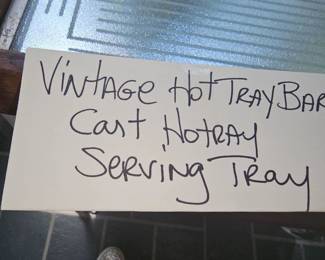 Vintage Hot Tray Bar
Cart Hotray
Serving Tray